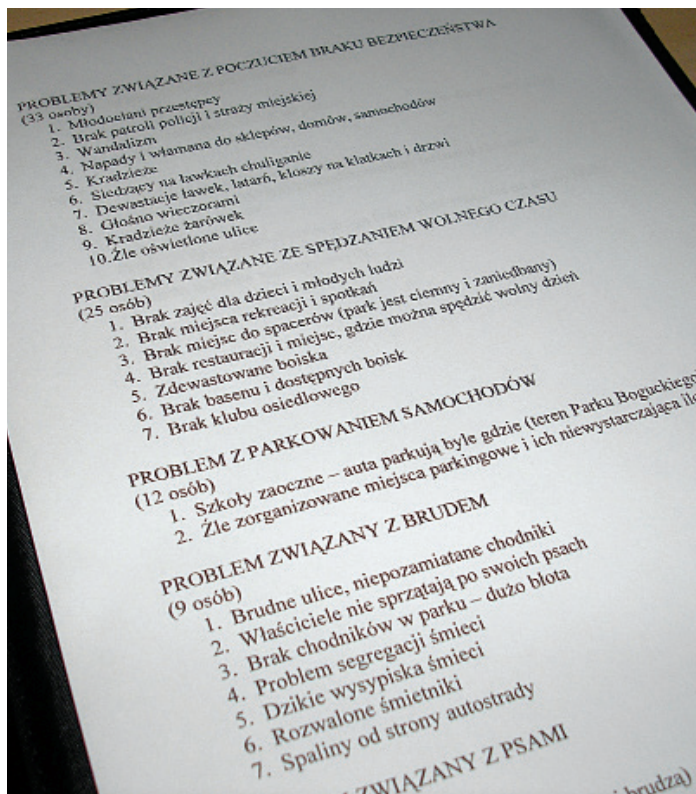 PROBLEMY ZWIĄZANE Z POCZUCIEM BRAKU BEZPIECZEŃSTWA
(33 osoby)
1. Młodociani przestępcy
2. Brak patroli policji i straży miejskiej
3. Wandalizm
4. Napady i włamana do sklepów, domów, samochodów
5. Kradzieże
6. Siedzący na ławkach chuliganie
7. Dewastacje ławek, latarń, kloszy na klatkach i drzwi
8. Głośno wieczorami
9. Kradzieże żarówek
10.Źle oświetlone ulice
PROBLEMY ZWIĄZANE ZE SPĘDZANIEM WOLNEGO CZASU
(25 osób)
1. Brak zajęć dla dzieci i młodych ludzi
2. Brak miejsca rekreacji i spotkań
3. Brak miejsc do spacerów (park jest ciemny i zaniedbany)
4. Brak restauracji i miejsc, gdzie można spędzić wolny dzień
5. Zdewastowane boiska
6. Brak basenu i dostępnych boisk
7. Brak klubu osiedlowego
PROBLEM Z PARKOWANIEM SAMOCHODÓW
(12 osób)
1. Szkoły zaoczne – auta parkują byle gdzie (teren Parku Boguckiego
2. Źle zorganizowane miejsca parkingowe i ich niewystarczająca
PROBLEM ZWIĄZANY Z BRUDEM
(9 osób)
1. Brudne ulice, niepozamiatane chodniki
2. Właściciele nie sprzątają po swoich psach
3. Brak chodników w parku – dużo błota
4. Problem segregacji śmieci
5. Dzikie wysypiska śmieci
6. Rozwalone śmietniki
7. Spaliny od strony autostrady
ZWIĄZANY Z PSAMI
brudzą)